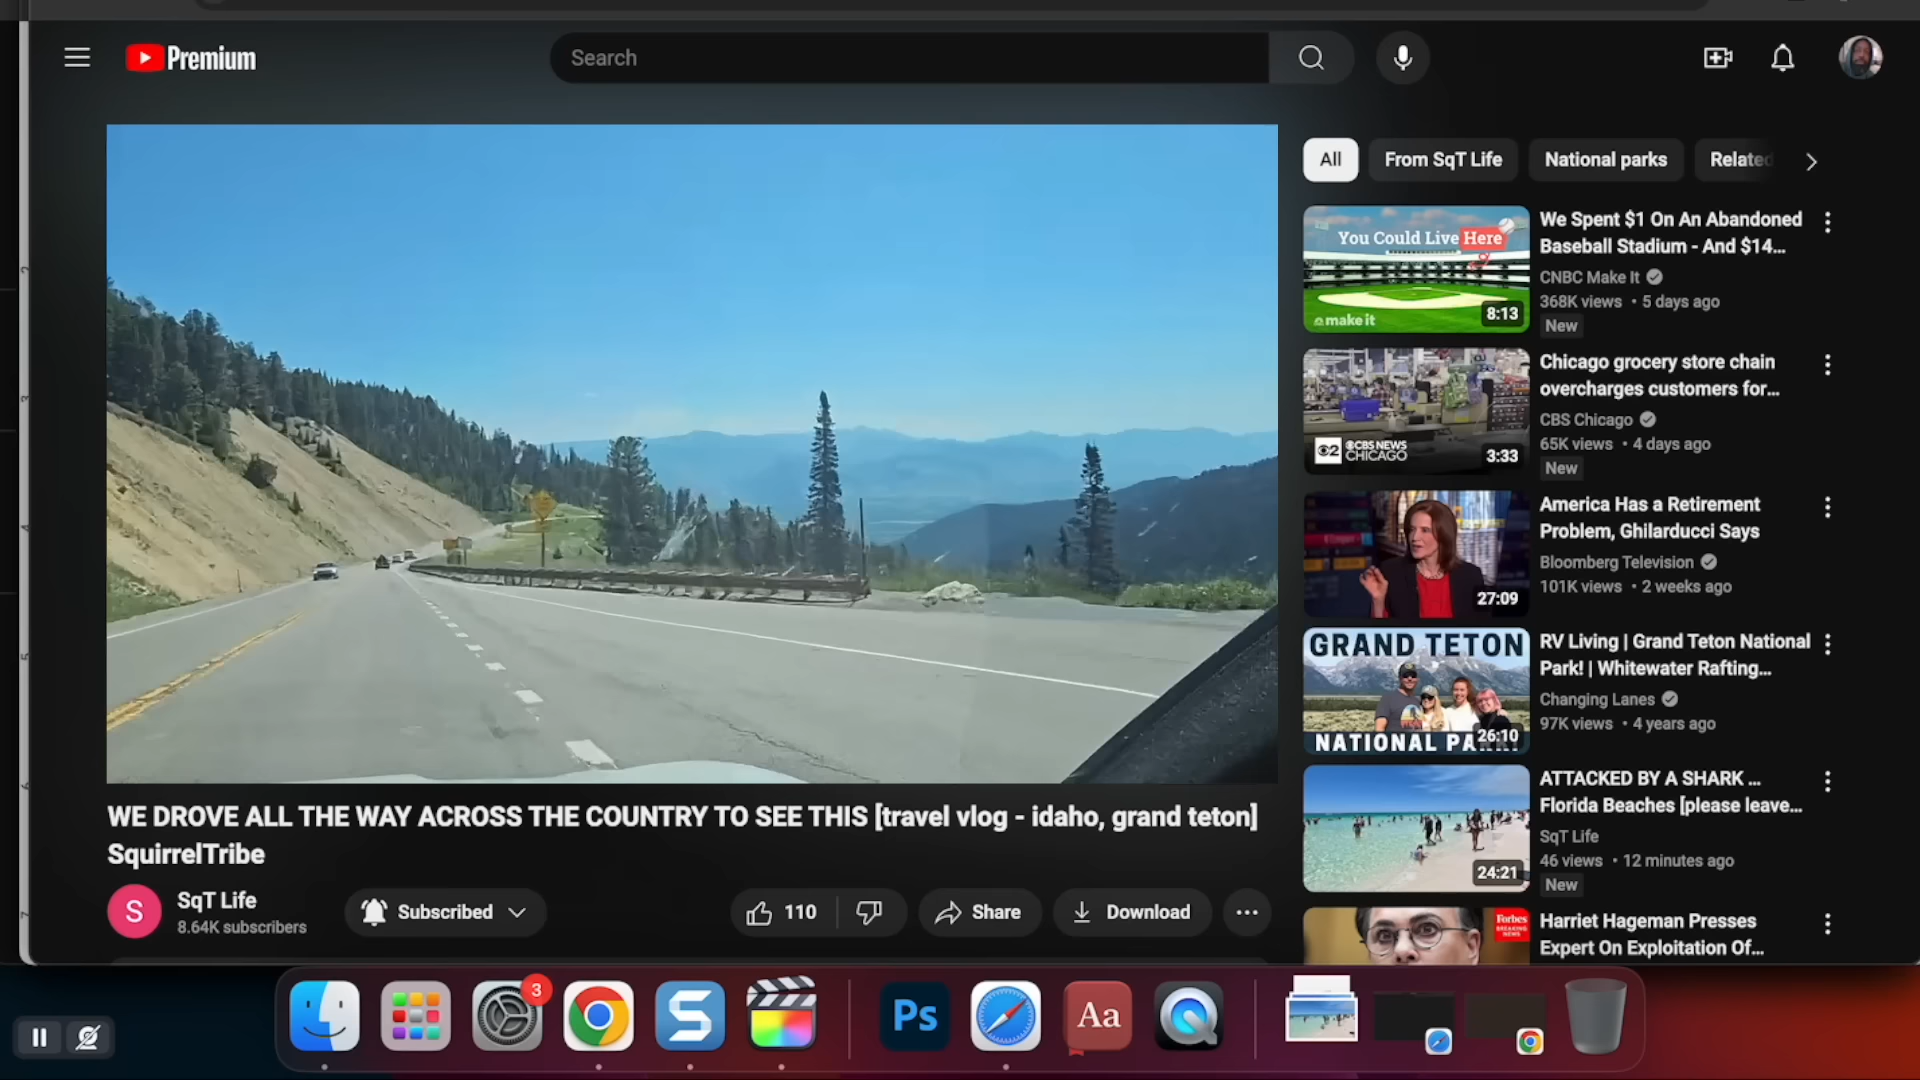 Premium
Search
All
From SqT Life
National parks
Related
You Could Live Here
make it
8:13
We Spent $1 On An Abandoned
Baseball Stadium - And $14...
CNBC Make It
368K views • 5 days ago
New
CBS NEWS
CHICAGO
2
3:33
Chicago grocery store chain
overcharges customers for...
CBS Chicago
65K views • 4 days ago
New
27:09
America Has a Retirement
Problem, Ghilarducci Says
Bloomberg Television
101K views • 2 weeks ago
GRAND TETON
NATIONAL PARK!
26:10
RV Living | Grand Teton National
Park! | Whitewater Rafting...
Changing Lanes
97K views • 4 years ago
24:21
ATTACKED BY A SHARK ...
Florida Beaches [please leave...
SqT Life
46 views • 12 minutes ago
New
Forbes
BREAKING
NEWS
Harriet Hageman Presses
Expert On Exploitation Of...
WE DROVE ALL THE WAY ACROSS THE COUNTRY TO SEE THIS [travel vlog - idaho, grand teton]
SquirrelTribe
S
SqT Life
8.64K subscribers
Subscribed
110
Share
Download
3
S
Ps
Aa